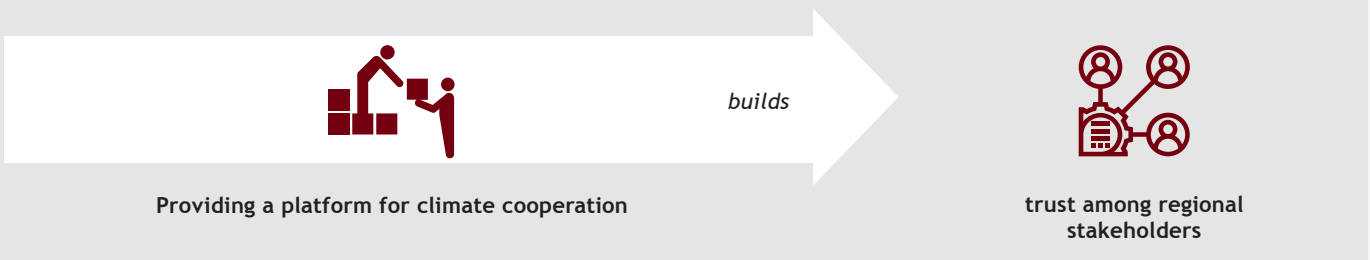 builds
Providing a platform for climate cooperation
trust among regional
stakeholders